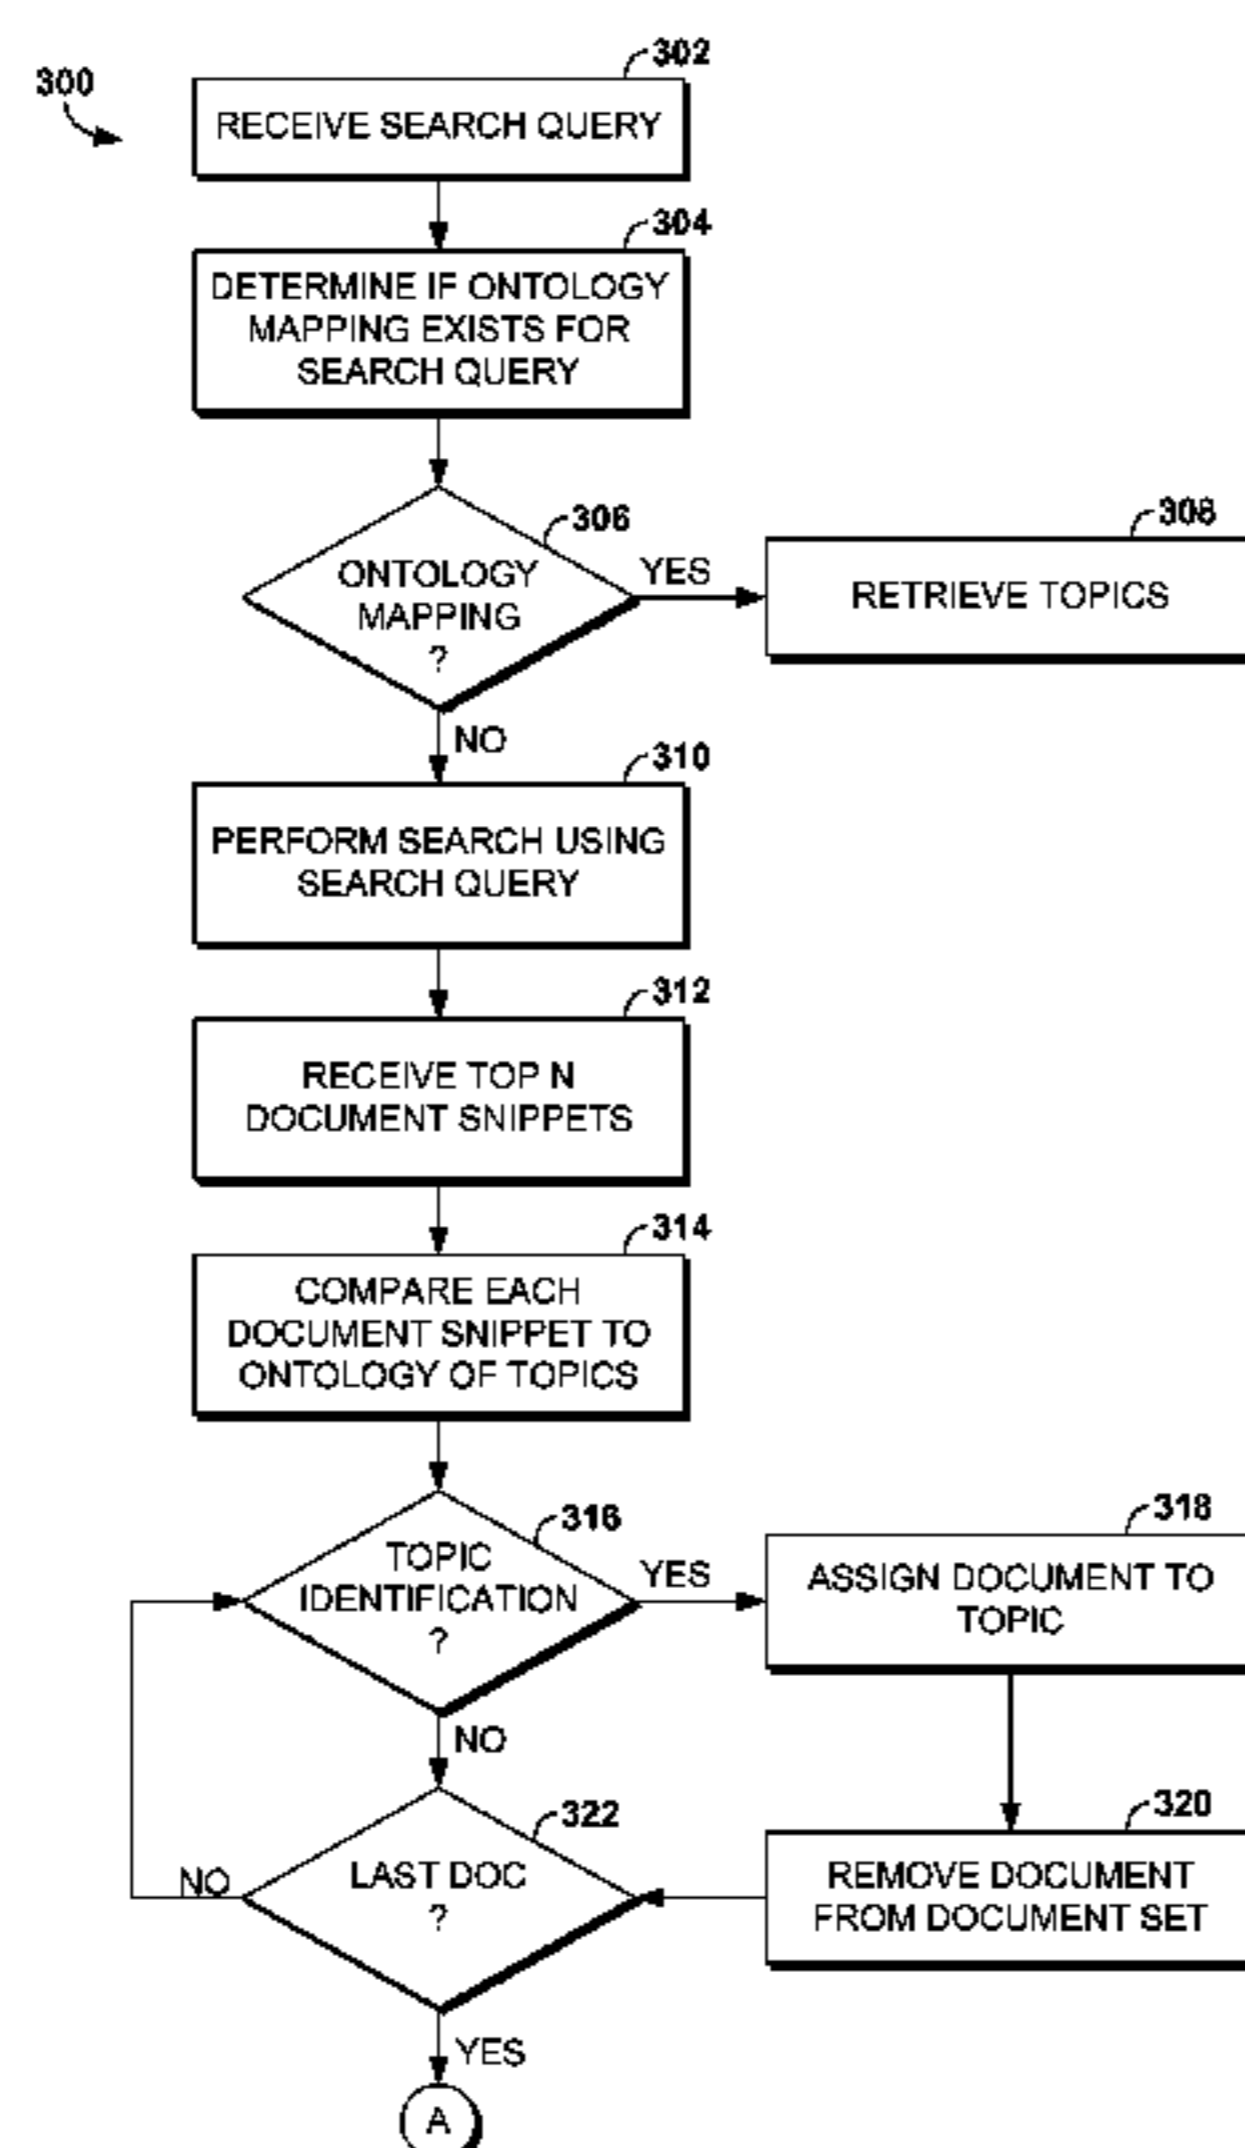 300
302
RECEIVE SEARCH QUERY
304
DETERMINE IF ONTOLOGY
MAPPING EXISTS FOR
SEARCH QUERY
306
ONTOLOGY
MAPPING
?
YES
308
RETRIEVE TOPICS
NO
310
PERFORM SEARCH USING
SEARCH QUERY
312
RECEIVE TOP N
DOCUMENT SNIPPETS
314
COMPARE EACH
DOCUMENT SNIPPET TO
ONTOLOGY OF TOPICS
316
TOPIC
IDENTIFICATION
?
YES
318
ASSIGN DOCUMENT TO
TOPIC
NO
320
REMOVE DOCUMENT
FROM DOCUMENT SET
322
LAST DOC
?
NO
YES
A